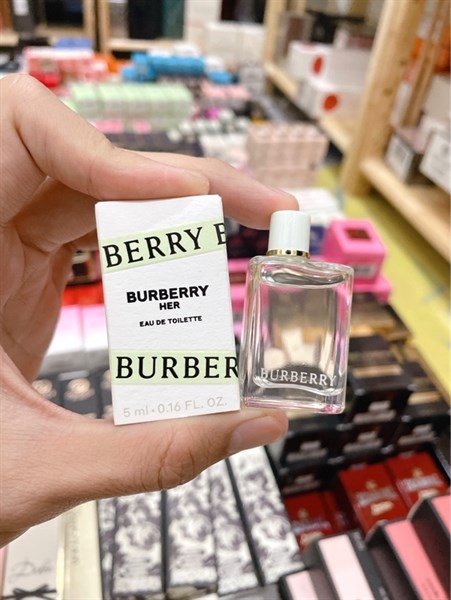 BERRY B
BURBERRY
HER
EAU DE TOILETTE
BURBER
5 ml - 0.16 FL. OZ.
BURBERRY